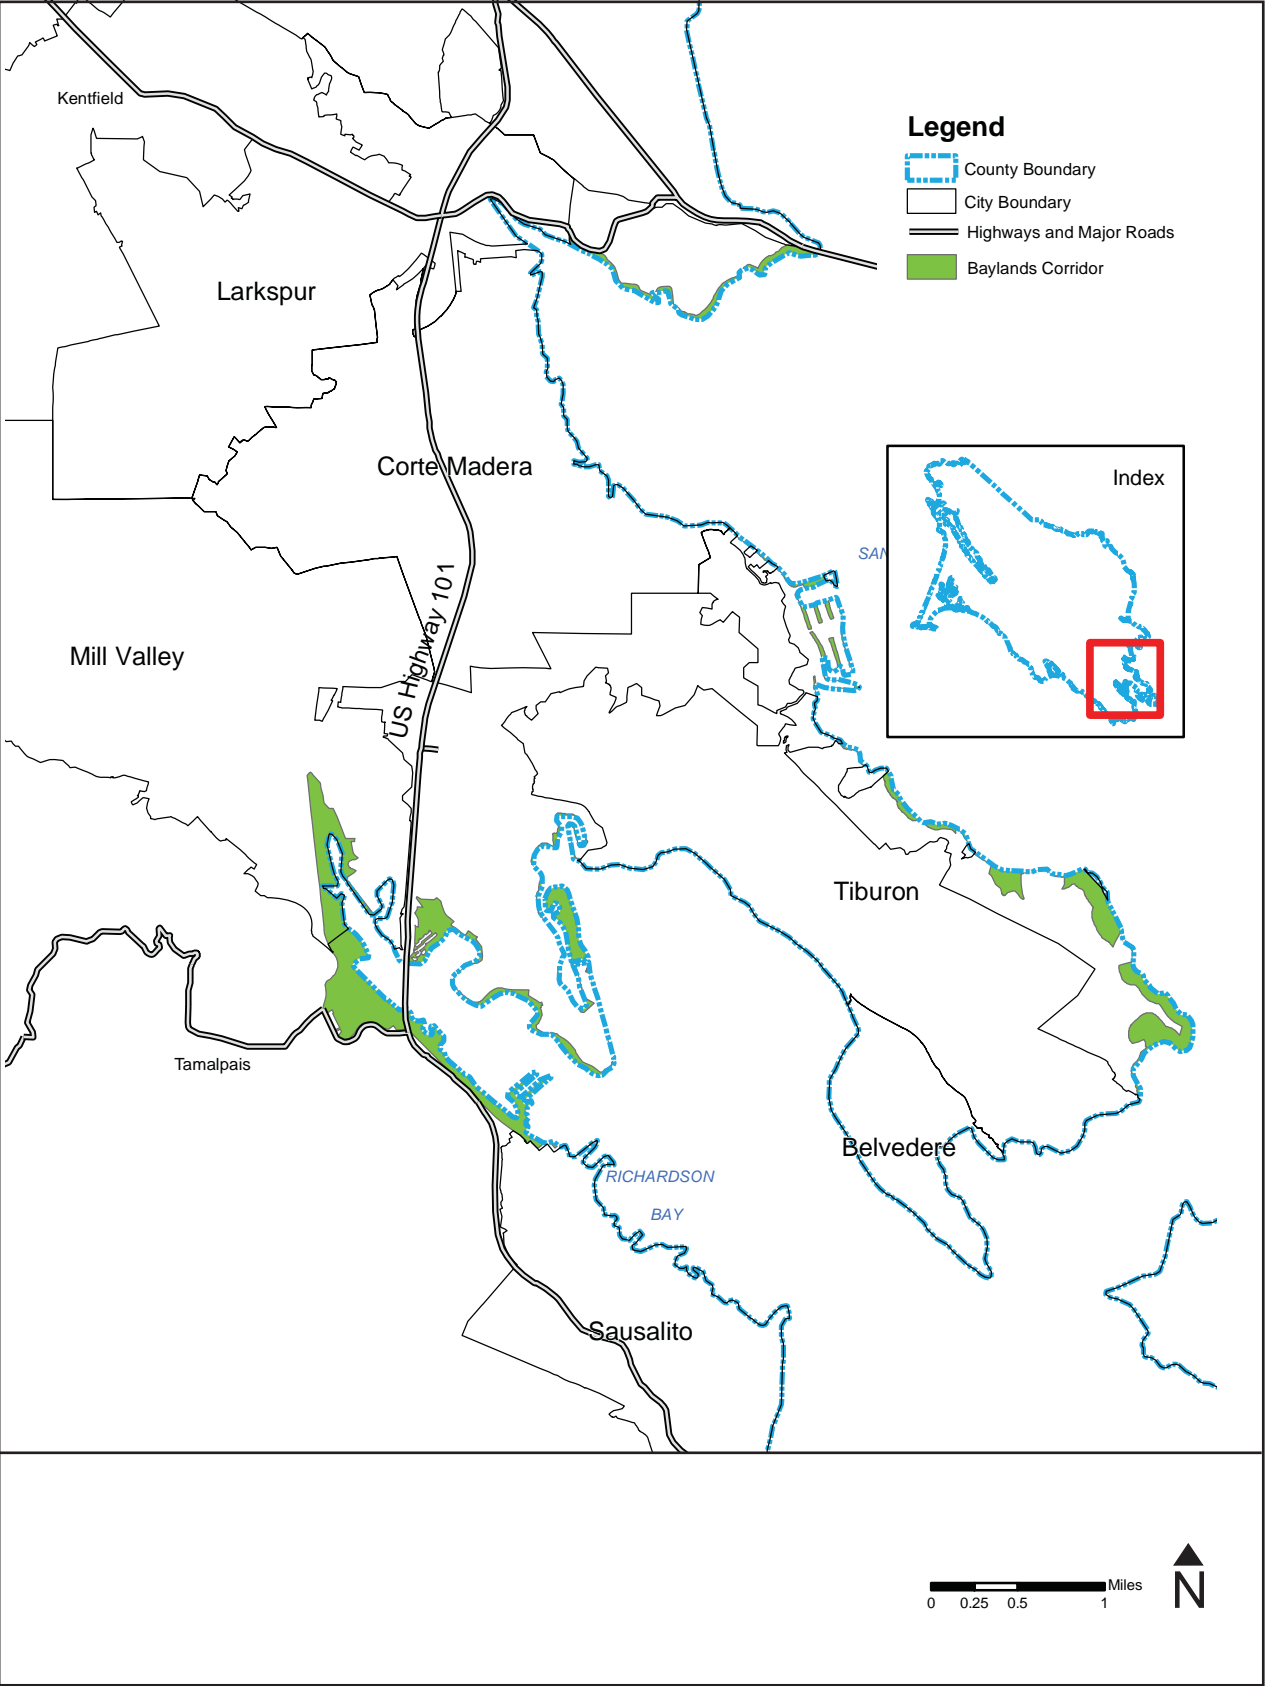 Kentfield
Legend
County Boundary
City Boundary
Highways and Major Roads
Baylands Corridor
Larkspur
Corte Madera
Index
SAN
US Highway 101
Mill Valley
Tiburon
Tamalpais
Belvedere
RICHARDSON
BAY
Sausalito
Miles
0 0.25 0.5 1
N